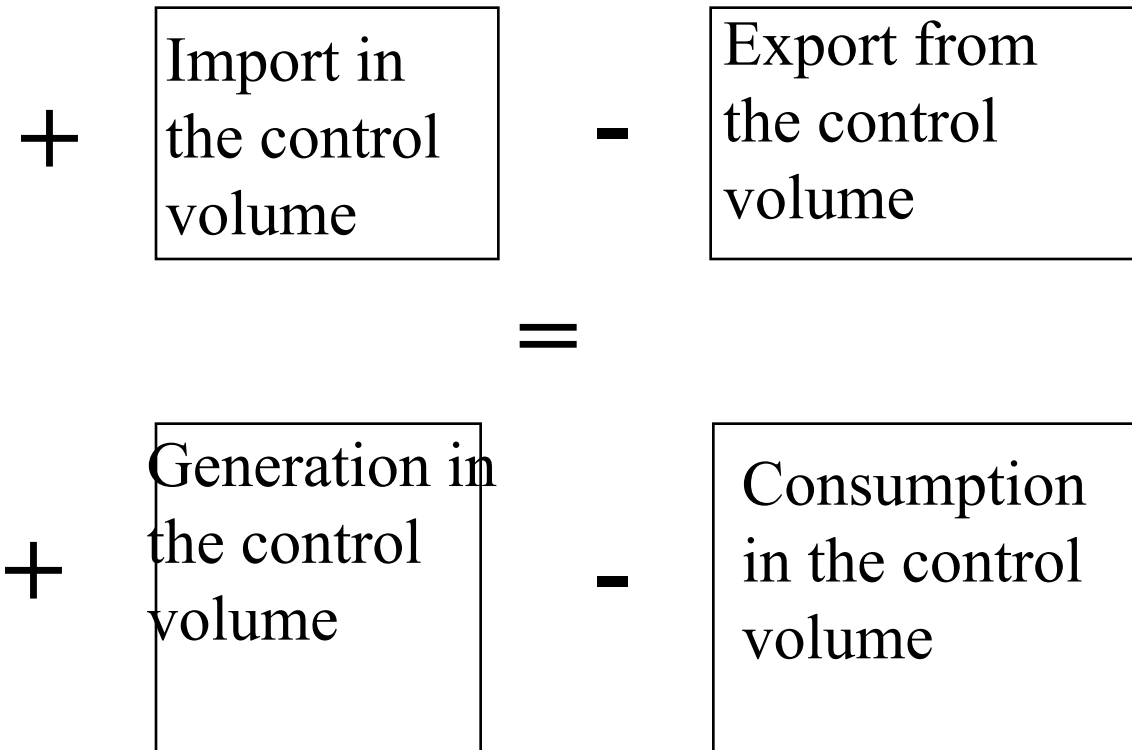 + Import in
the control
volume
- Export from
the control
volume
=
+ Generation in
the control
volume
- Consumption
in the control
volume